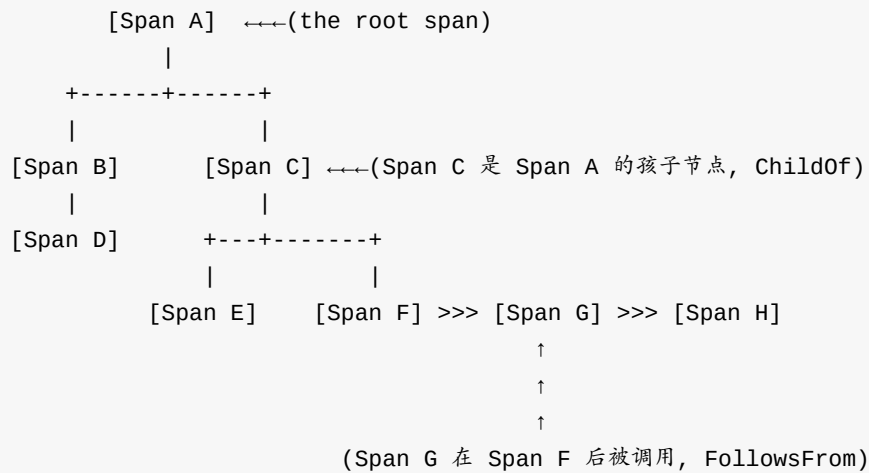 [Span A] ←←←(the root span)
|
+------+------+
| |
[Span B] [Span C] ←←←(Span C 是 Span A 的孩子节点, ChildOf)
| |
[Span D] +---+-------+
| |
[Span E] [Span F] >>> [Span G] >>> [Span H]
↑
↑
↑
(Span G 在 Span F 后被调用, FollowsFrom)